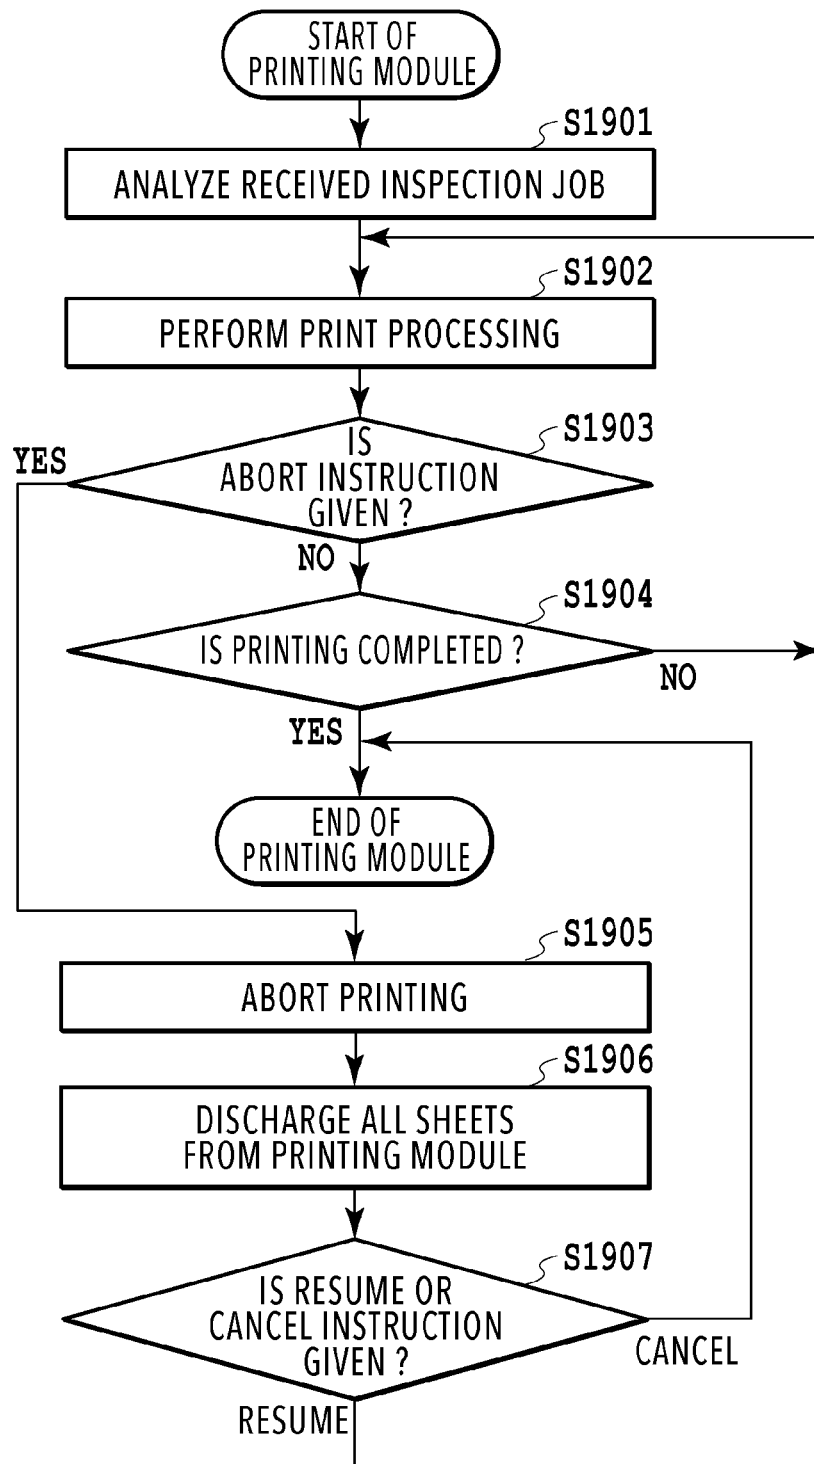 START OF
PRINTING MODULE
S1901
ANALYZE RECEIVED INSPECTION JOB
S1902
PERFORM PRINT PROCESSING
S1903
IS
ABORT INSTRUCTION
GIVEN ?
YES
NO
S1904
IS PRINTING COMPLETED ?
NO
YES
END OF
PRINTING MODULE
S1905
ABORT PRINTING
S1906
DISCHARGE ALL SHEETS
FROM PRINTING MODULE
S1907
IS RESUME OR
CANCEL INSTRUCTION
GIVEN ?
CANCEL
RESUME